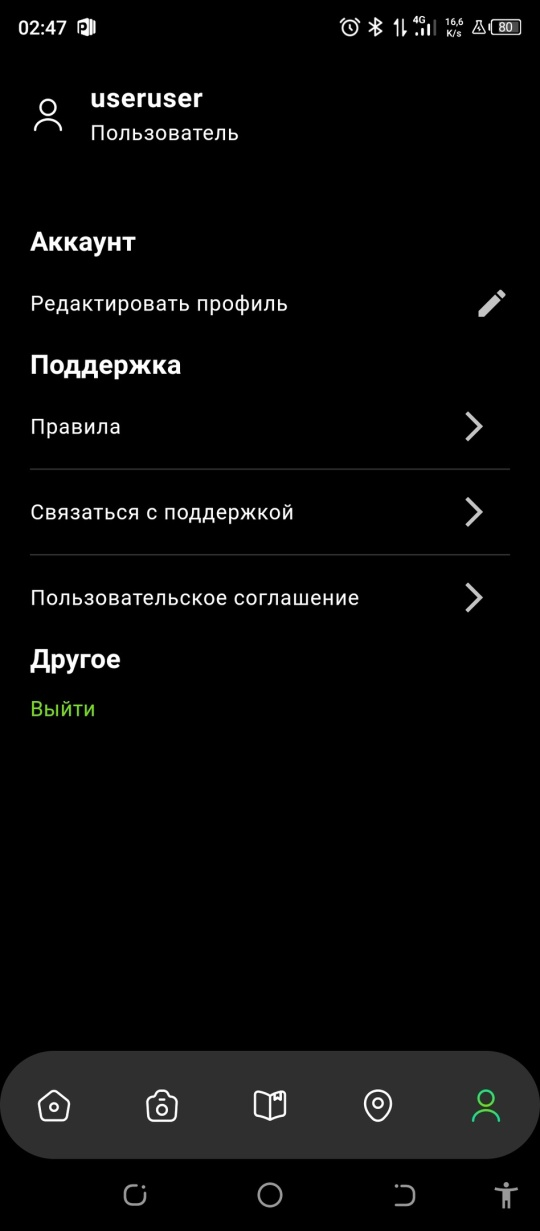 02:47
4G
16,6
K/s
80
useruser
Пользователь
Аккаунт
Редактировать профиль
Поддержка
Правила
Связаться с поддержкой
Пользовательское соглашение
Другое
Выйти